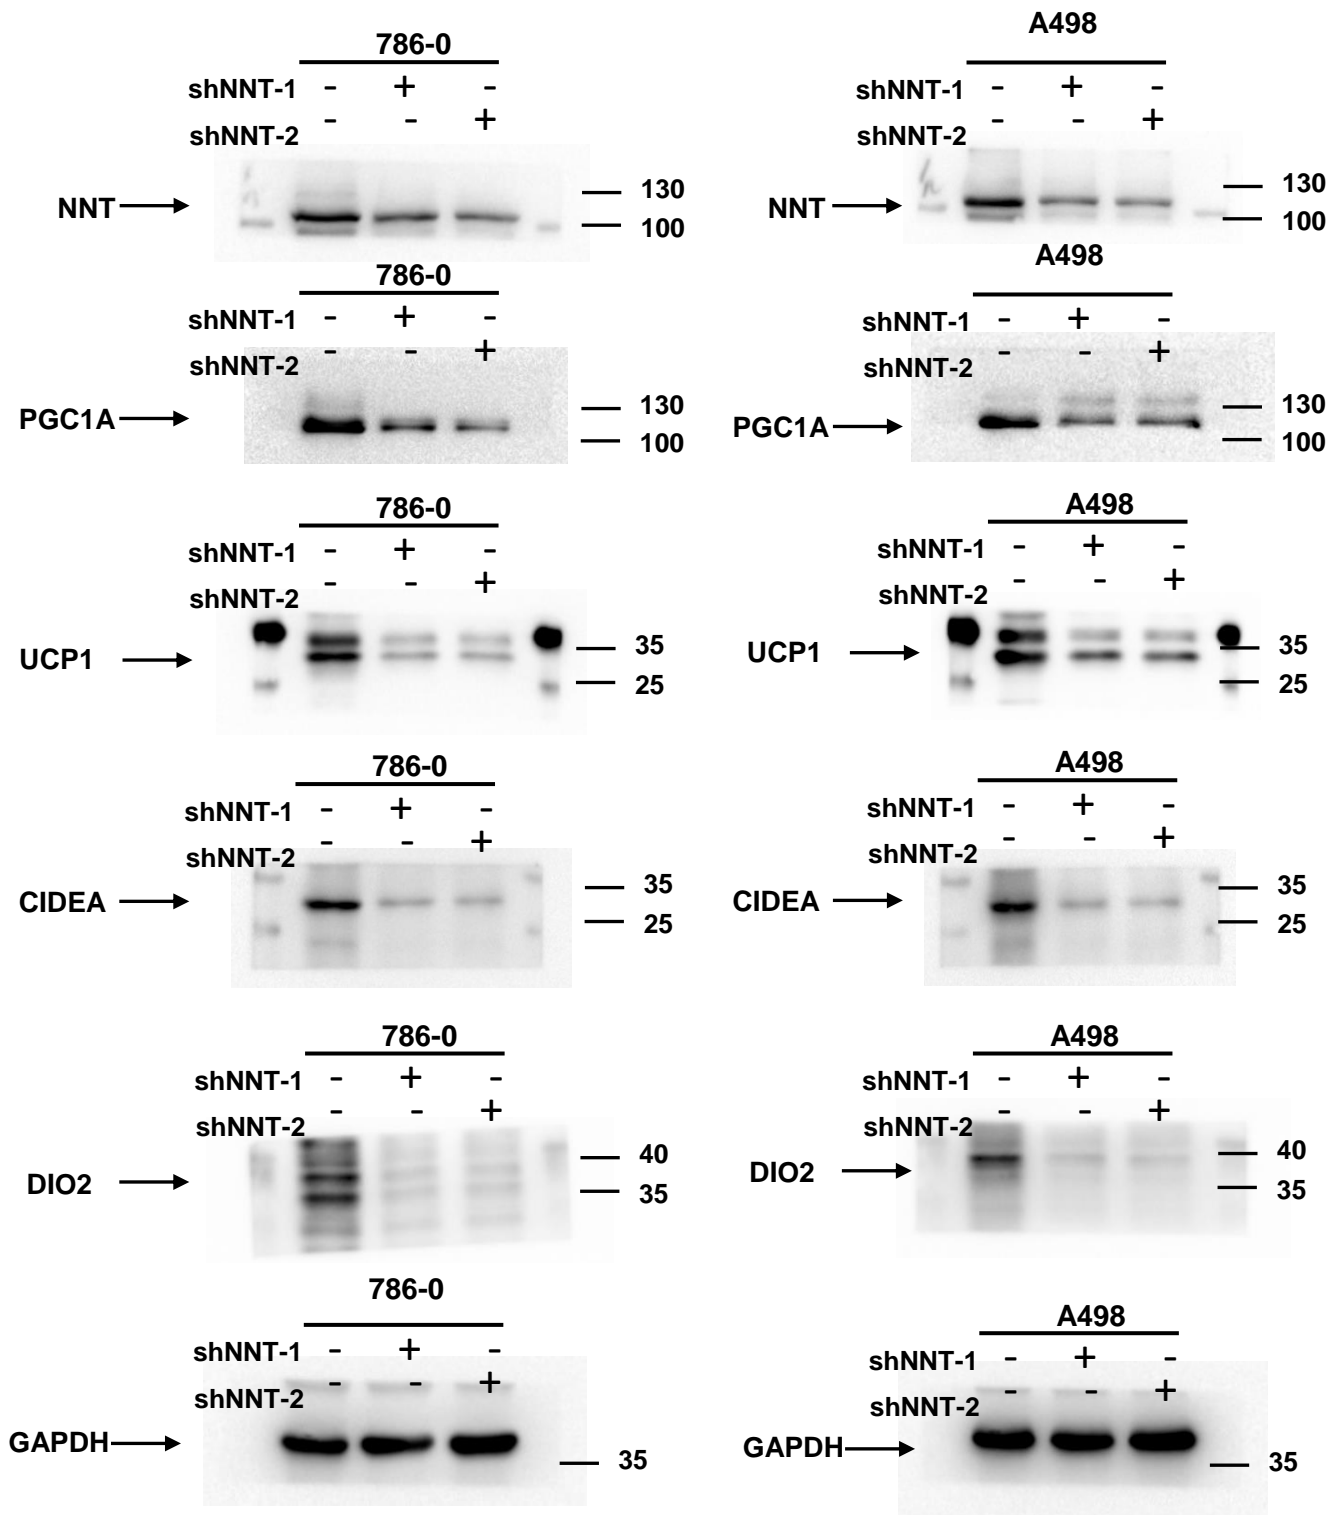 786-0
shNNT-1 - + -
shNNT-2 - - +
NNT
130
100
A498
shNNT-1 - + -
shNNT-2 - - +
NNT
130
100
786-0
shNNT-1 - + -
shNNT-2 - - +
PGC1A
130
100
A498
shNNT-1 - + -
shNNT-2 - - +
PGC1A
130
100
786-0
shNNT-1 - + -
shNNT-2 - - +
UCP1
35
25
A498
shNNT-1 - + -
shNNT-2 - - +
UCP1
35
25
786-0
shNNT-1 - + -
shNNT-2 - - +
CIDEA
35
25
A498
shNNT-1 - + -
shNNT-2 - - +
CIDEA
35
25
786-0
shNNT-1 - + -
shNNT-2 - - +
DIO2
40
35
A498
shNNT-1 - + -
shNNT-2 - - +
DIO2
40
35
786-0
shNNT-1 - + -
shNNT-2 - - +
GAPDH
35
A498
shNNT-1 - + -
shNNT-2 - - +
GAPDH
35